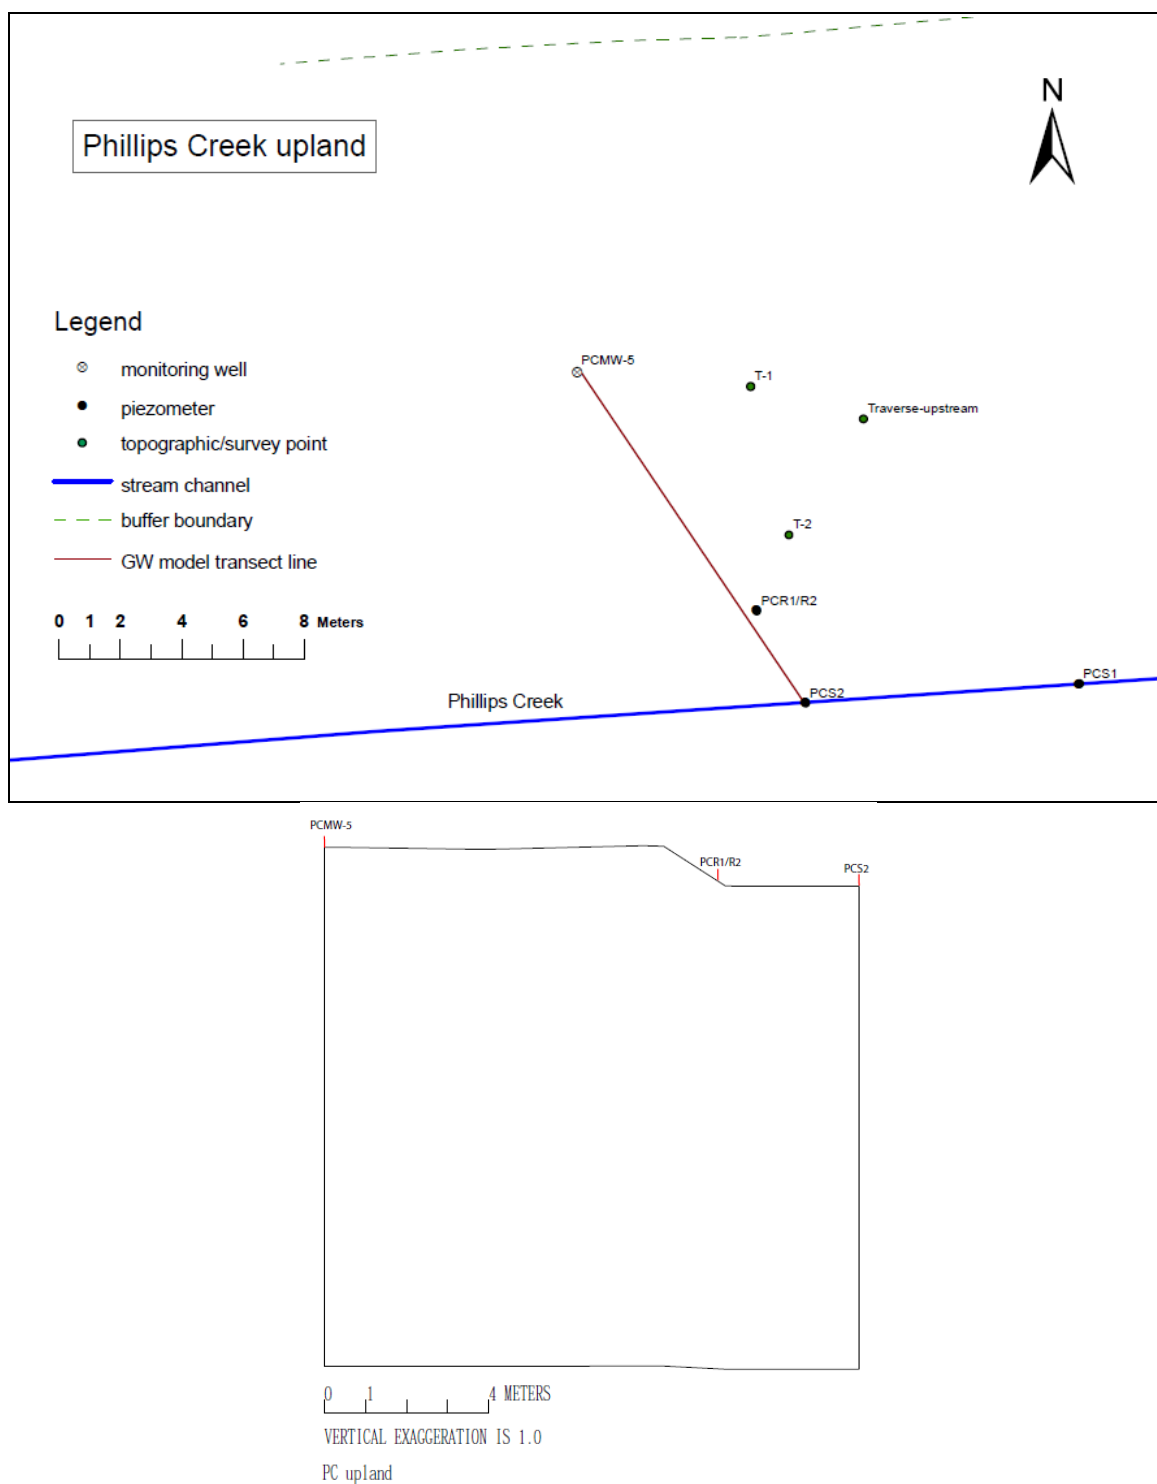 N
Phillips Creek upland
Legend
monitoring well
piezometer
topographic/survey point
stream channel
buffer boundary
GW model transect line
0 1 2 4 6 8 Meters
PCMW-5
T-1
Traverse-upstream
T-2
PCR1/R2
PCS1
PCS2
Phillips Creek
PCMW-5
PCR1/R2
PCS2
0 1 4 METERS
VERTICAL EXAGGERATION IS 1.0
PC upland